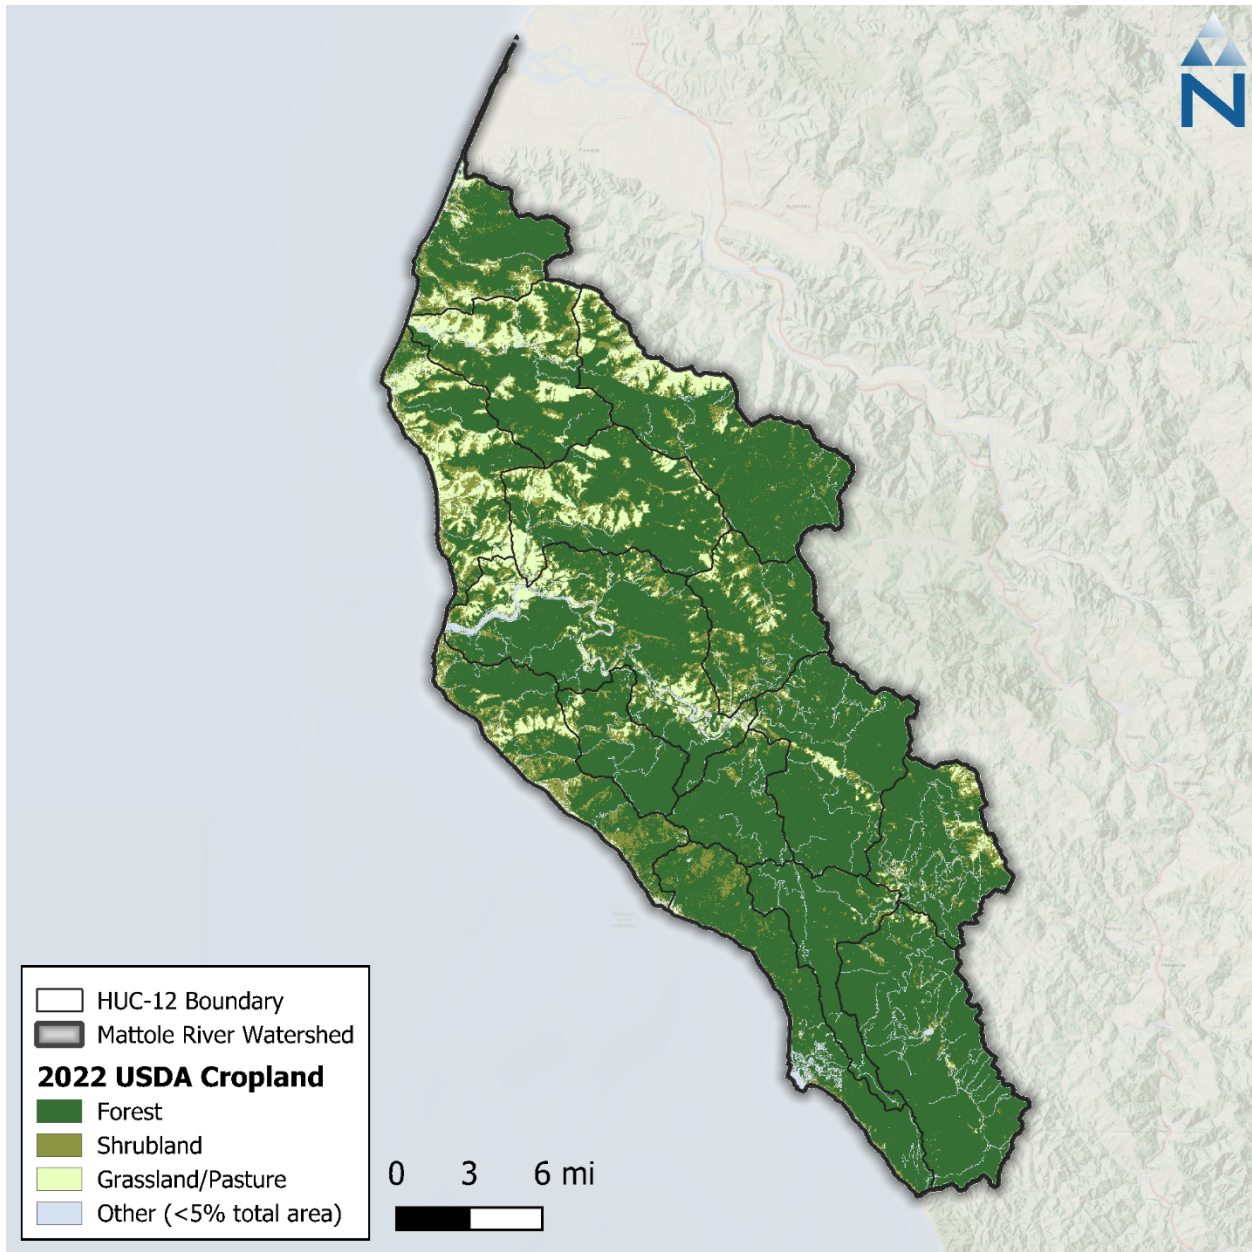 N
HUC-12 Boundary
Mattole River Watershed
2022 USDA Cropland
Forest
Shrubland
Grassland/Pasture
Other (<5% total area)
0 3 6 mi